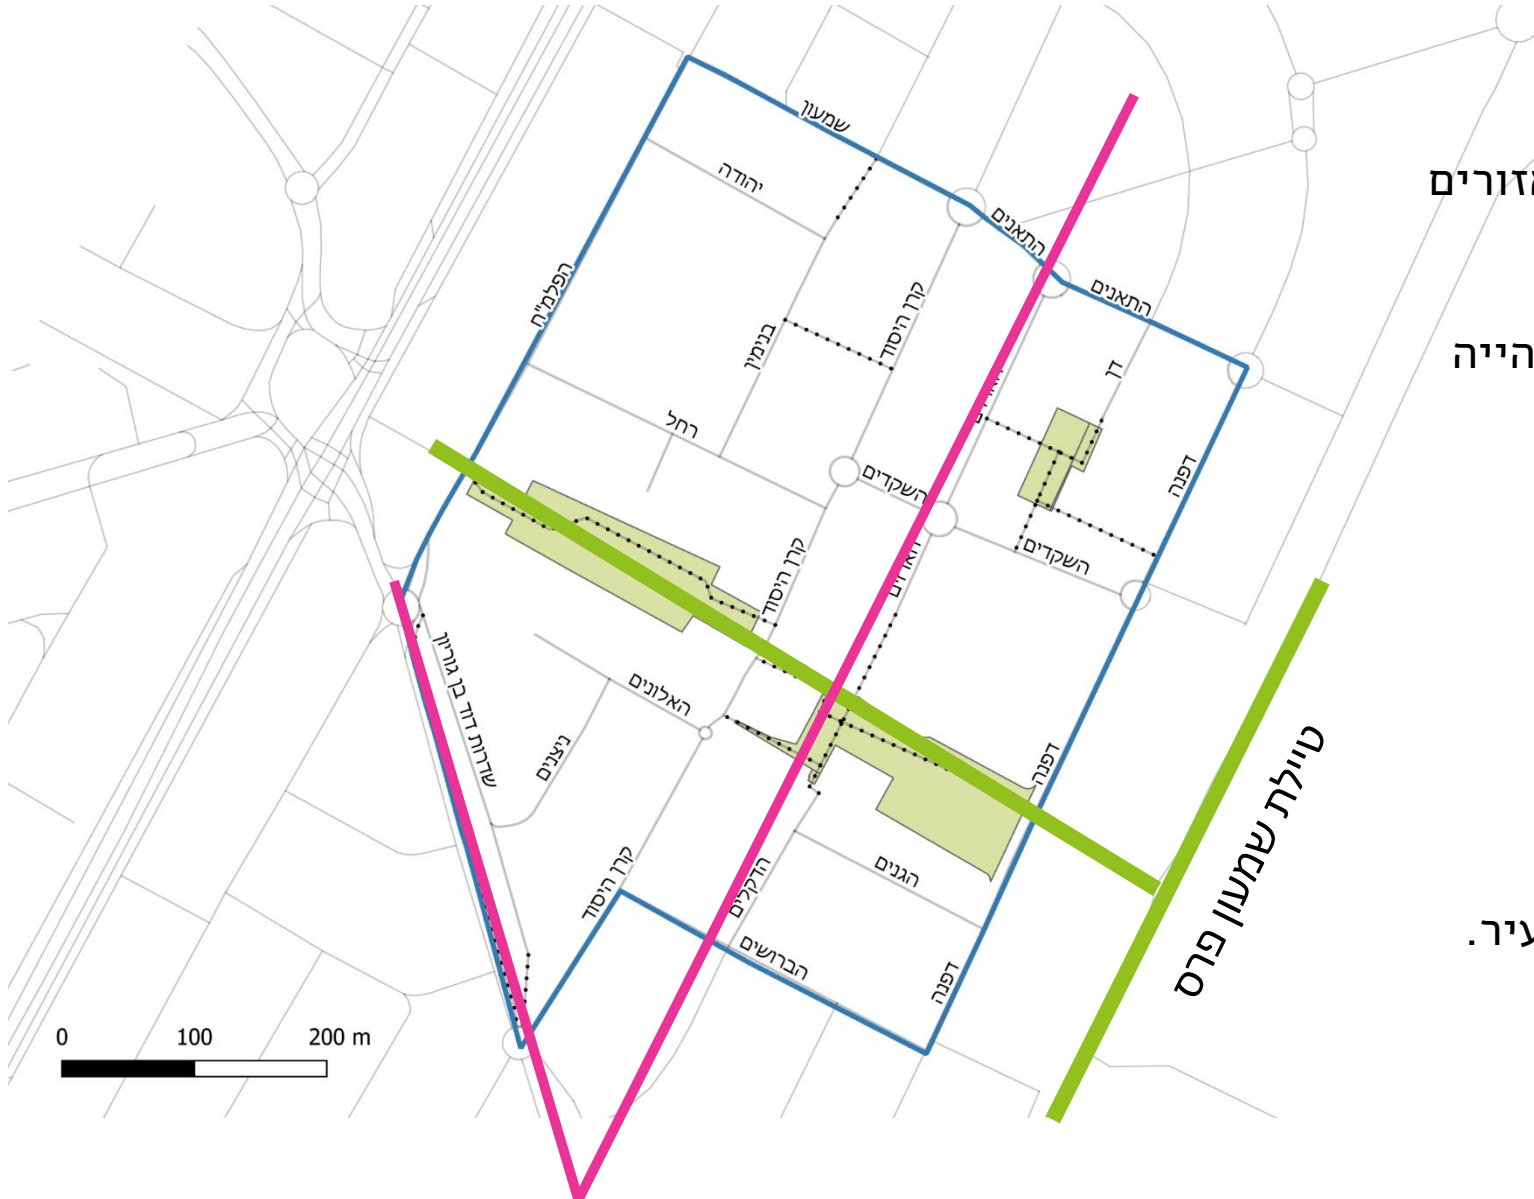 שמעון
יהודה
התאנים
התאנים
הפלמ"ח
קרן היסוד
בנימין
דן
רחל
השקדים
דפנה
השקדים
קרן היסוד
הארזים
שדרות דוד בן גוריון
האלונים
ניצנים
דפנה
טיילת שמעון פרס
קרן היסוד
הדקלים
הגנים
הברושים
דפנה
0 100 200 m
הייה
עיר.